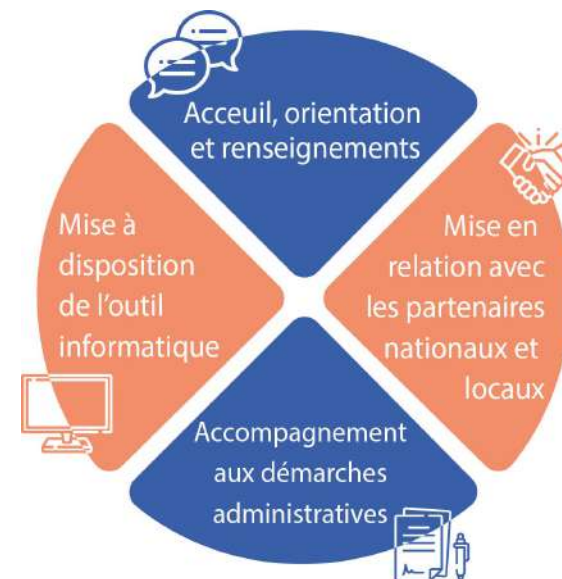 Acceuil, orientation
et renseignements
Mise à
disposition
de l'outil
informatique
Mise en
relation avec
les partenaires
nationaux et
locaux
Accompagnement
aux démarches
administratives